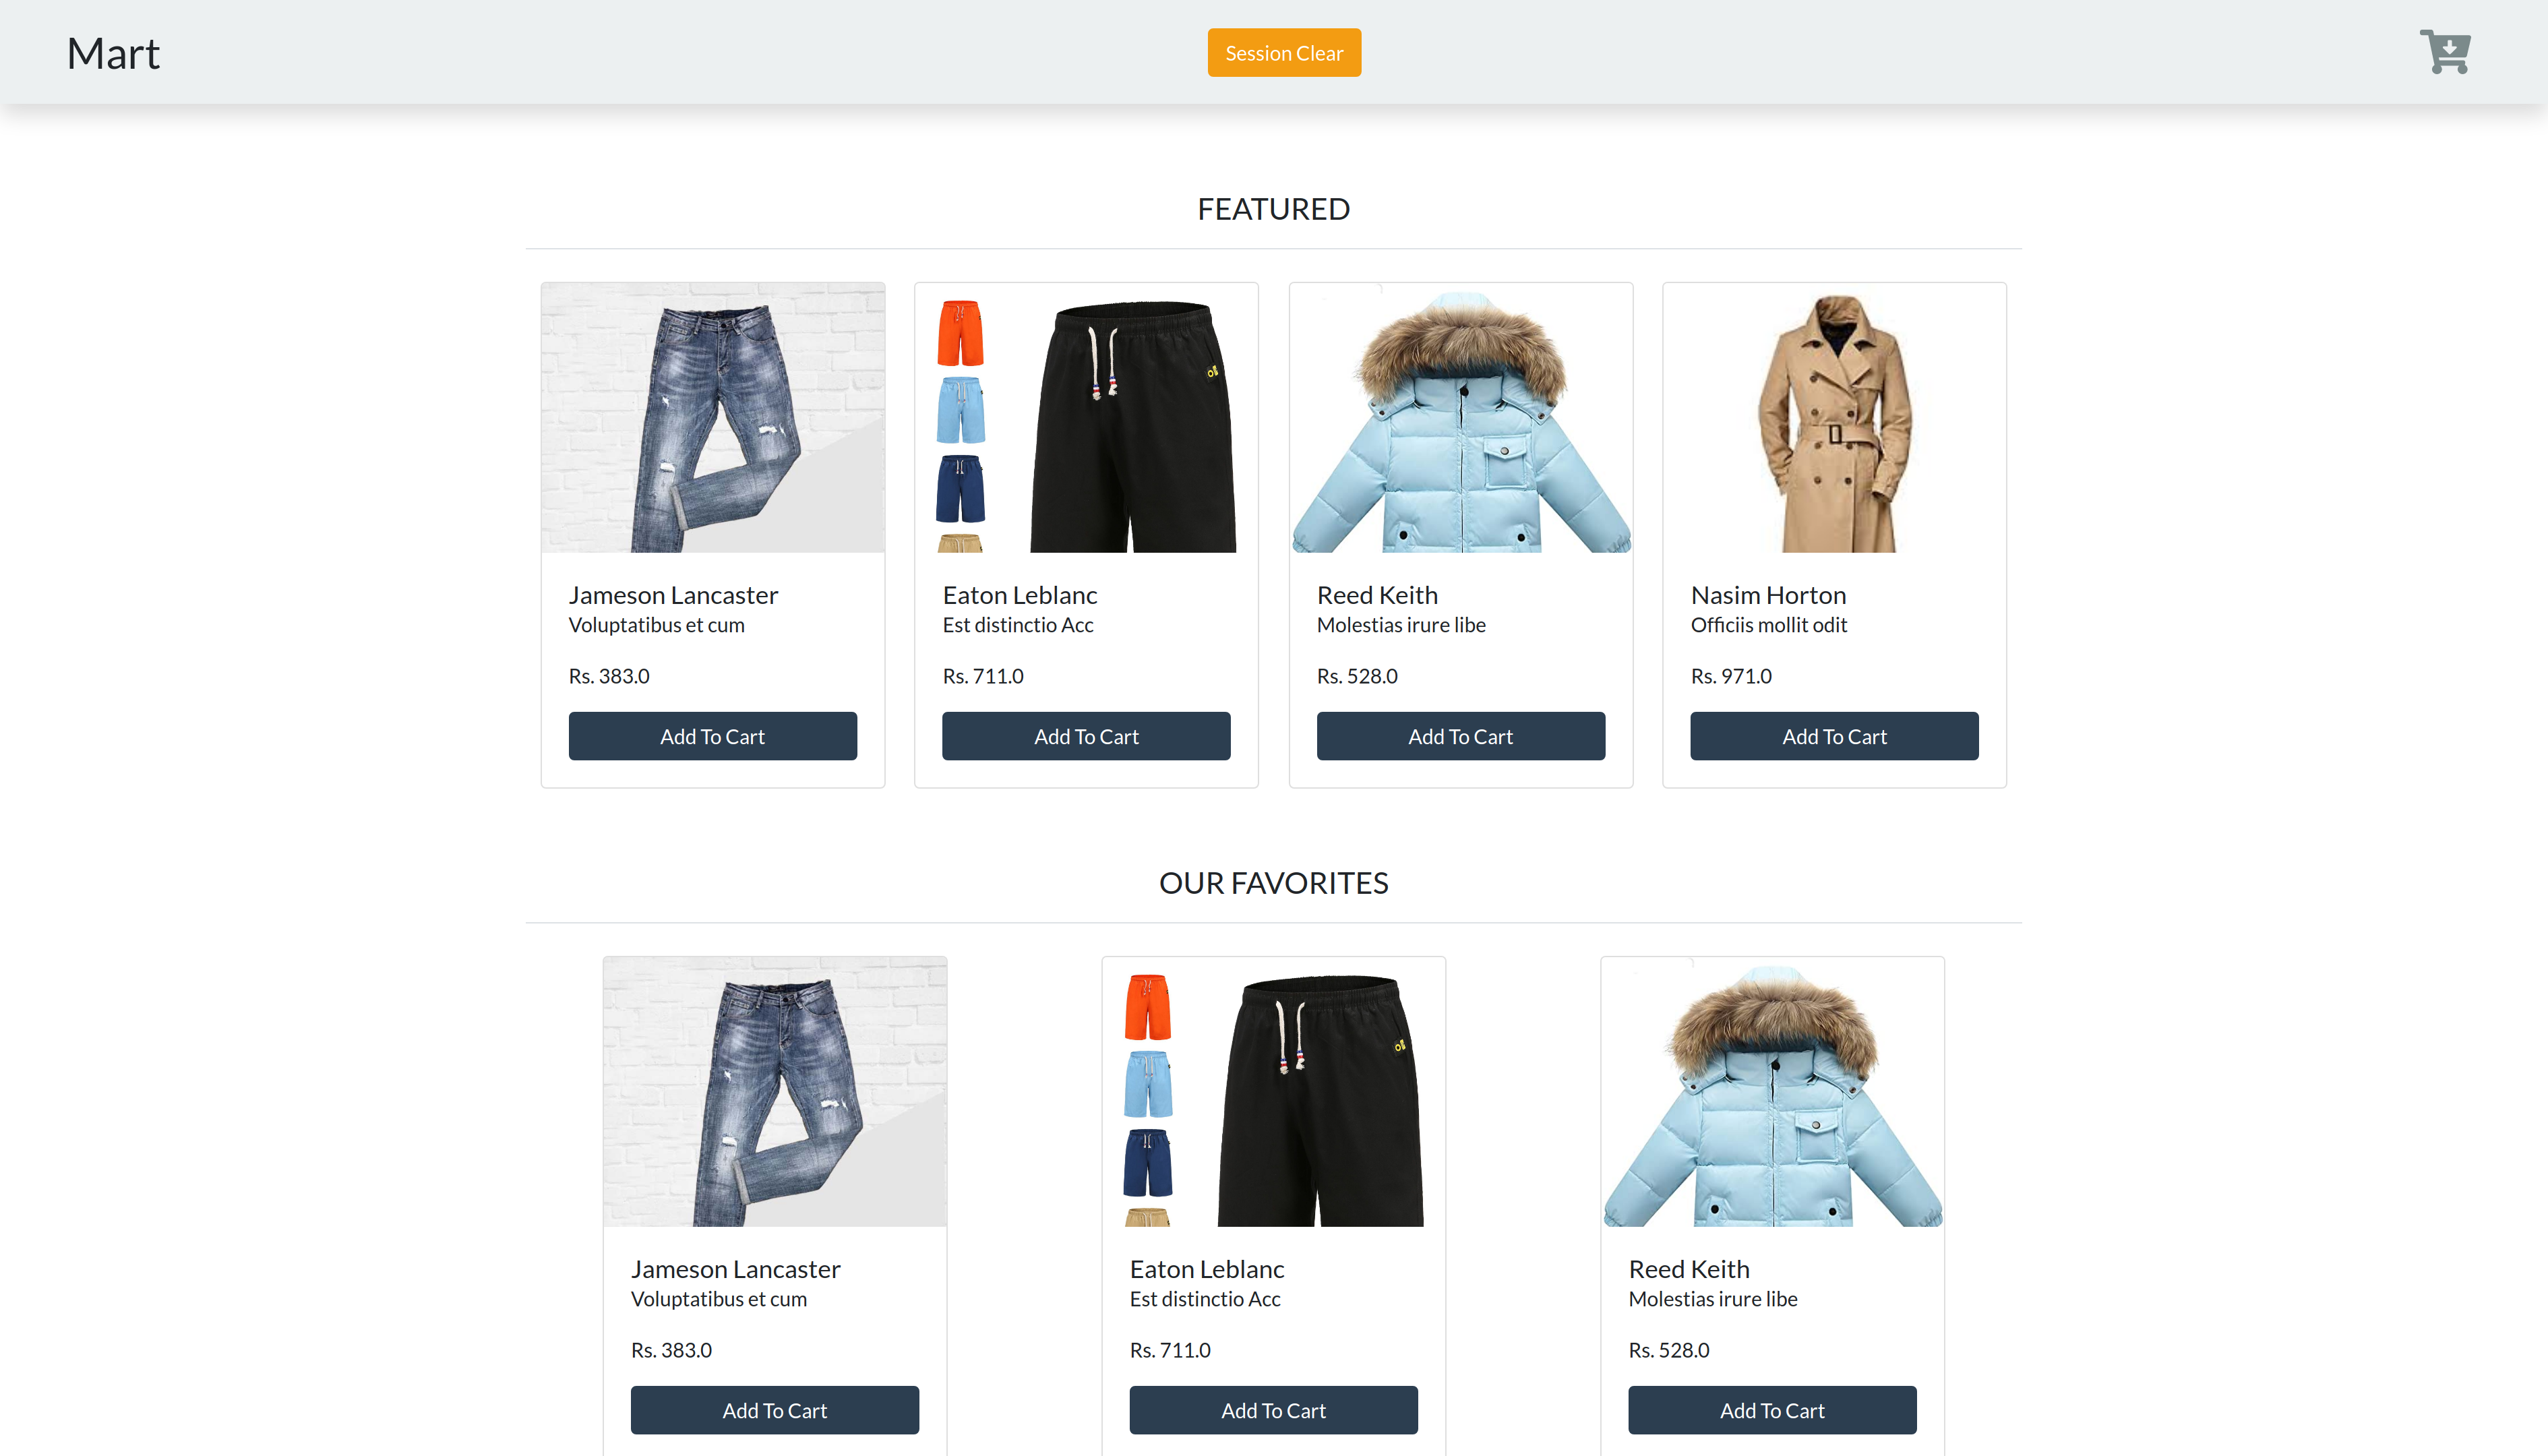 Mart
Session Clear
FEATURED
Jameson Lancaster
Voluptatibus et cum
Rs. 383.0
Add To Cart
Eaton Leblanc
Est distinctio Acc
Rs. 711.0
Add To Cart
Reed Keith
Molestias irure libe
Rs. 528.0
Add To Cart
Nasim Horton
Officiis mollit odit
Rs. 971.0
Add To Cart
OUR FAVORITES
Jameson Lancaster
Voluptatibus et cum
Rs. 383.0
Add To Cart
Eaton Leblanc
Est distinctio Acc
Rs. 711.0
Add To Cart
Reed Keith
Molestias irure libe
Rs. 528.0
Add To Cart